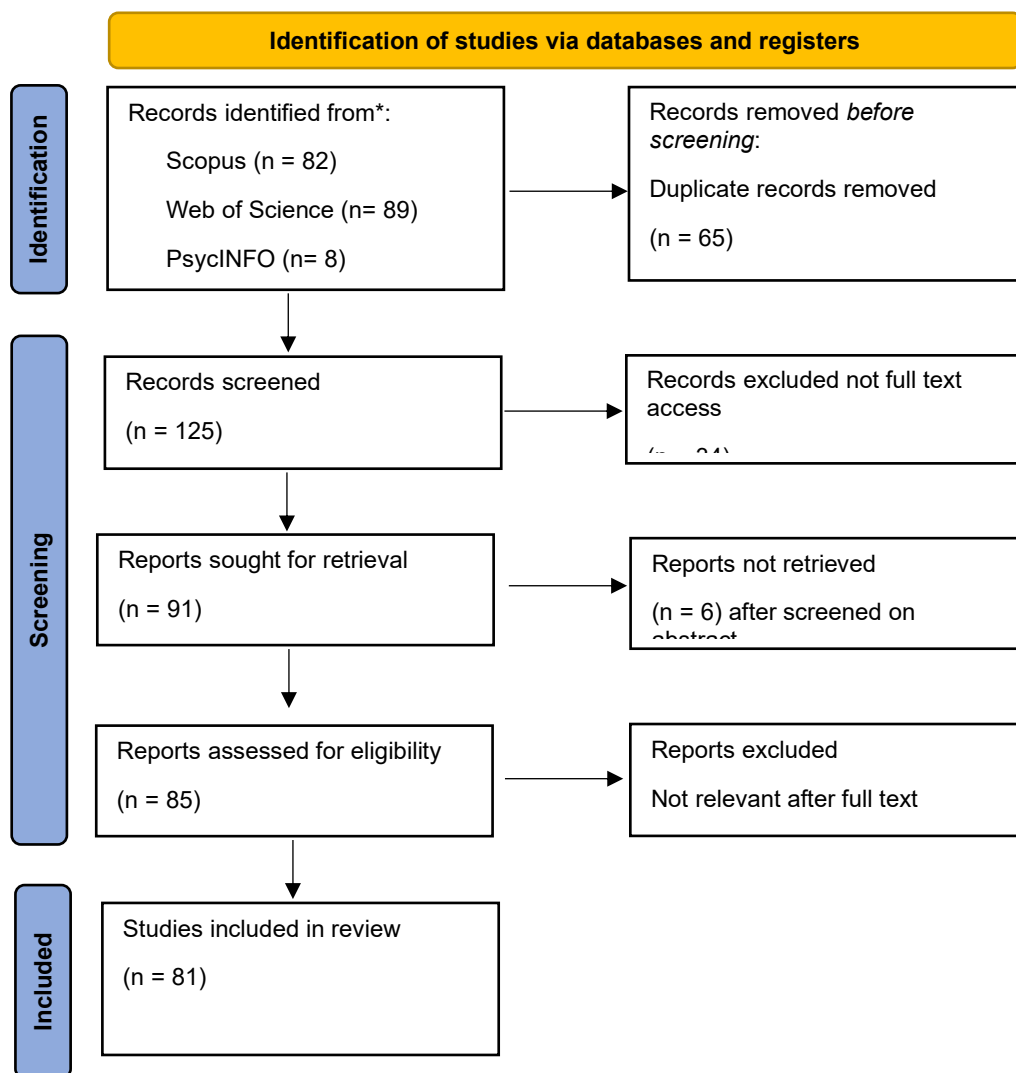 Identification of studies via databases and registers
Identification
Records identified from*:
Scopus (n = 82)
Web of Science (n= 89)
PsycINFO (n= 8)
Records removed before
screening:
Duplicate records removed
(n = 65)
Screening
Records screened
(n = 125)
Records excluded not full text
access
Reports sought for retrieval
(n = 91)
Reports not retrieved
(n = 6) after screened on
Reports assessed for eligibility
(n = 85)
Reports excluded
Not relevant after full text
Included
Studies included in review
(n = 81)